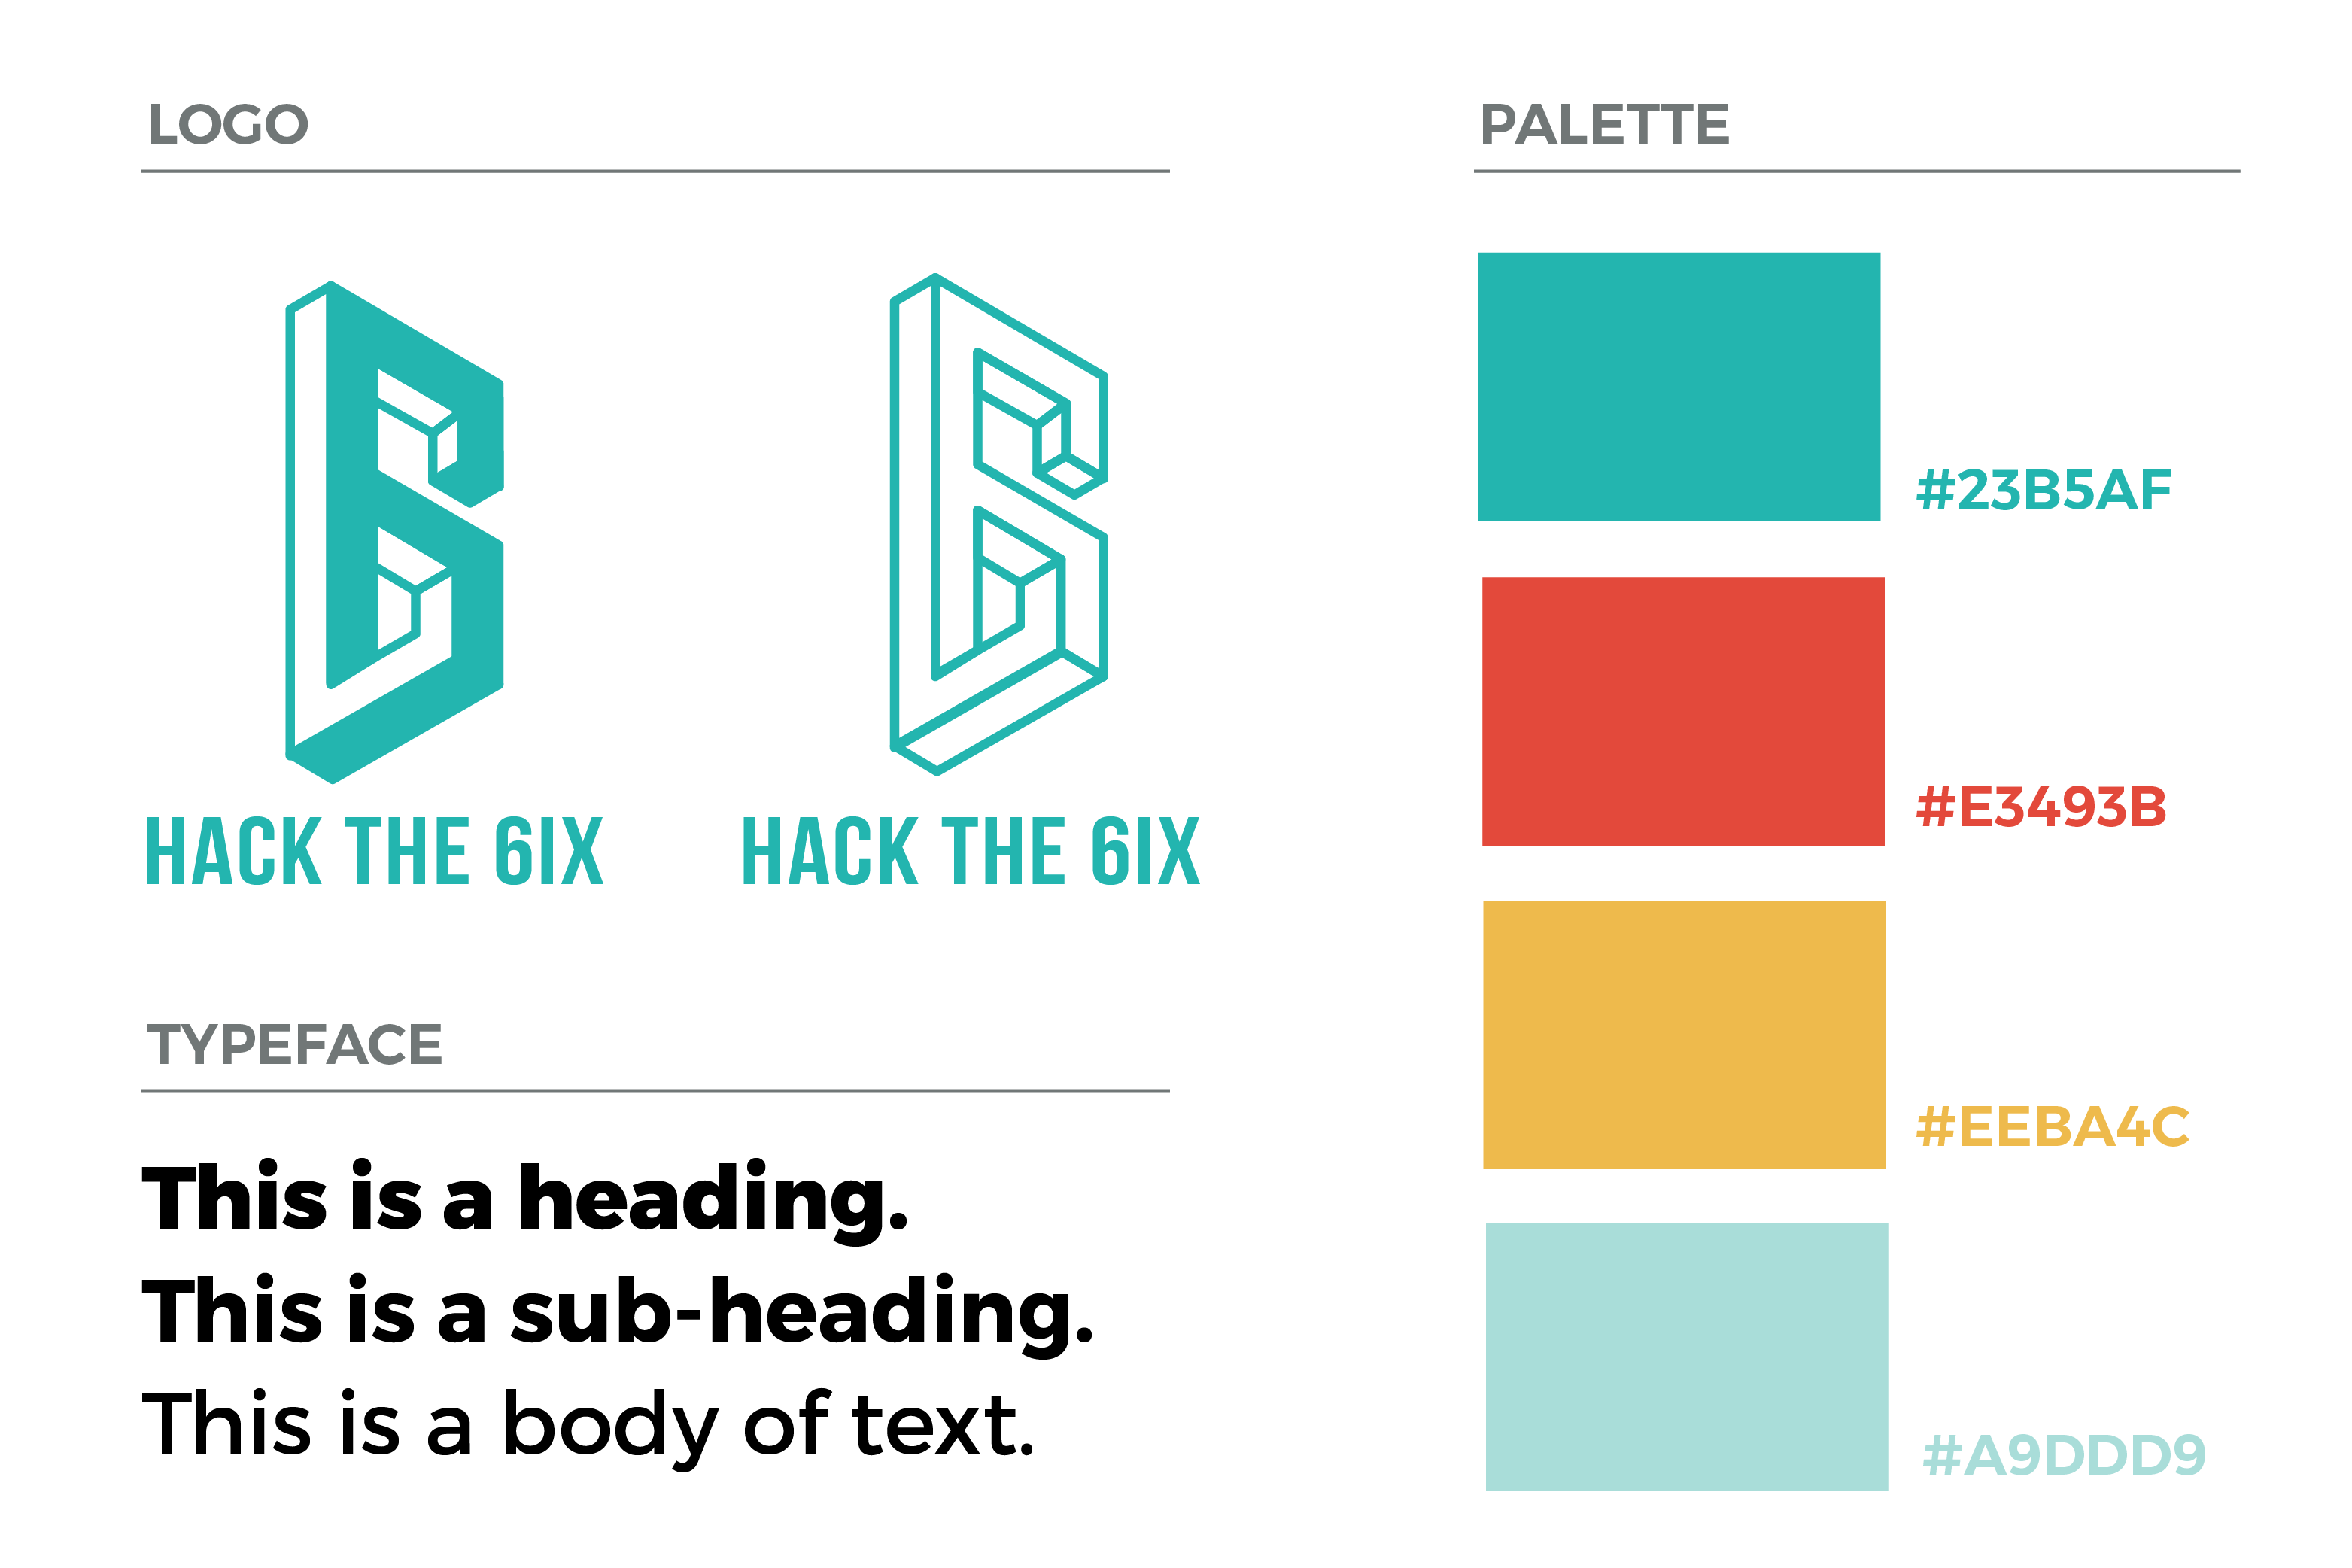 LOGO
HACK THE 6IX
HACK THE 6IX
TYPEFACE
This is a heading.
This is a sub-heading.
This is a body of text.
PALETTE
#23B5AF
#E3493B
#EEBA4C
#A9DDD9